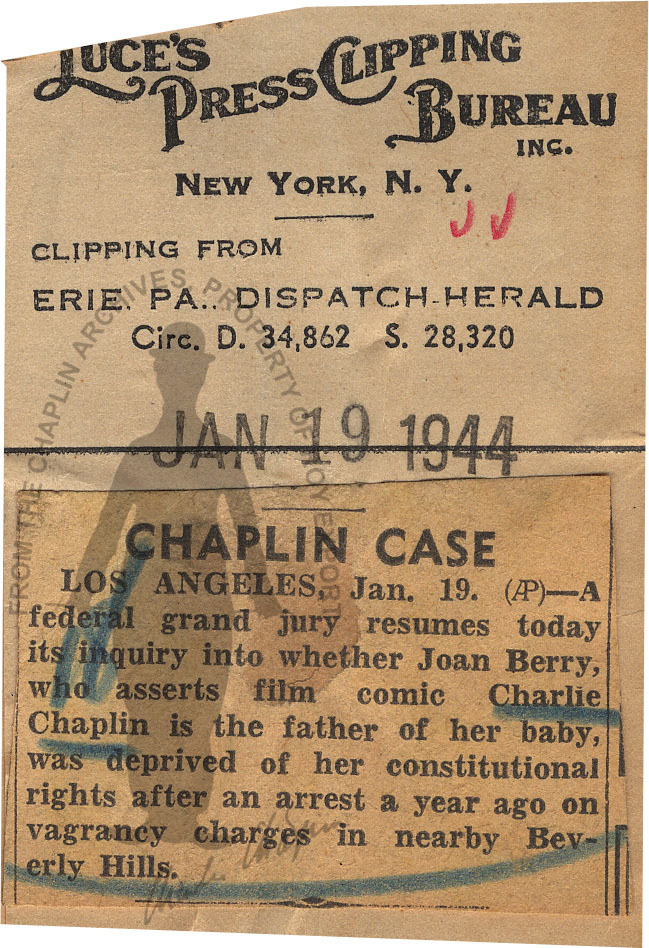 LUCE'S
PRESS CLIPPING
BUREAU
INC.
NEW YORK, N. Y.
CLIPPING FROM
ERIE, PA., DISPATCH-HERALD
Circ. D. 34,862 S. 28,320
JAN 19 1944
FROM THE CHAPLIN ARCHIVES, PROPERTY OF ROY EXPORT
CHAPLIN CASE
LOS ANGELES, Jan. 19. (AP)—A
federal grand jury resumes today
its inquiry into whether Joan Berry,
who asserts film comic Charlie
Chaplin is the father of her baby,
was deprived of her constitutional
rights after an arrest a year ago on
vagrancy charges in nearby Bev-
erly Hills.
Charlie Chaplin